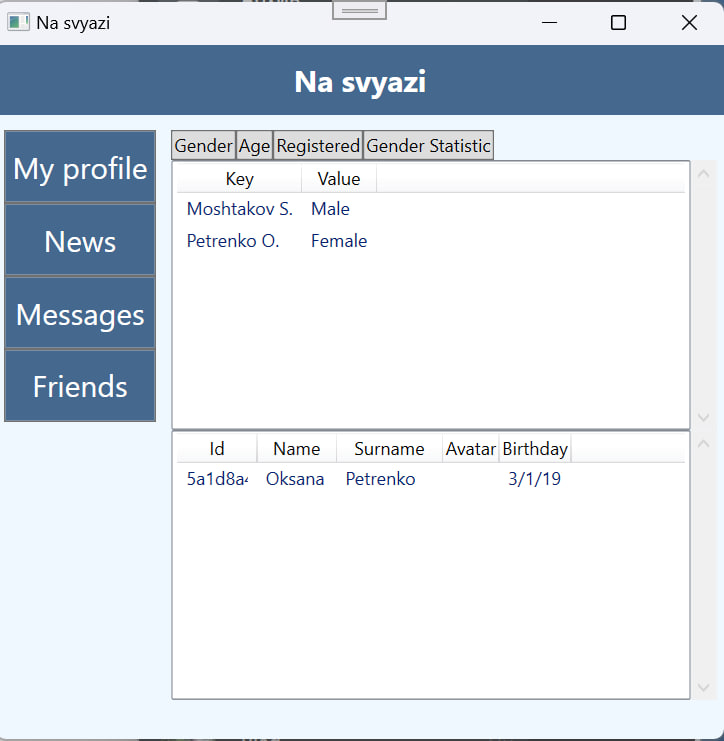 Na svyazi
Na svyazi
My profile
News
Messages
Friends
Gender Age Registered Gender Statistic
Key Value
Moshtakov S. Male
Petrenko O. Female
Id Name Surname Avatar Birthday
5a1d8a4 Oksana Petrenko 3/1/19